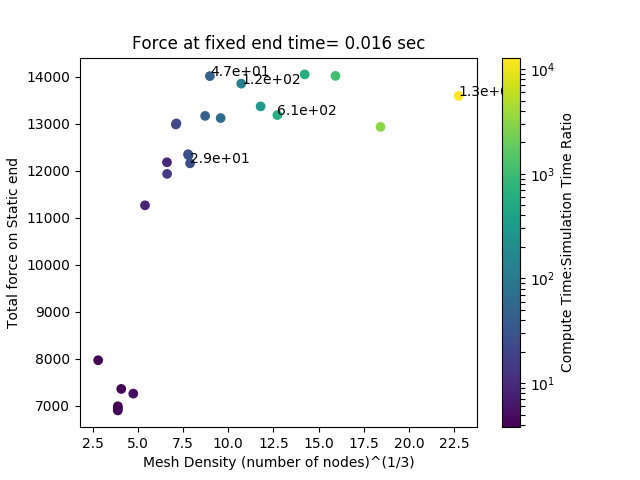 Force at fixed end time= 0.016 sec
Total force on Static end
14000
13000
12000
11000
10000
9000
8000
7000
4.7e+01
1.2e+02
6.1e+02
2.9e+01
2.5
5.0
7.5
10.0
12.5
15.0
17.5
20.0
22.5
Mesh Density (number of nodes)^(1/3)
10^4
10^3
10^2
10^1
Compute Time:Simulation Time Ratio